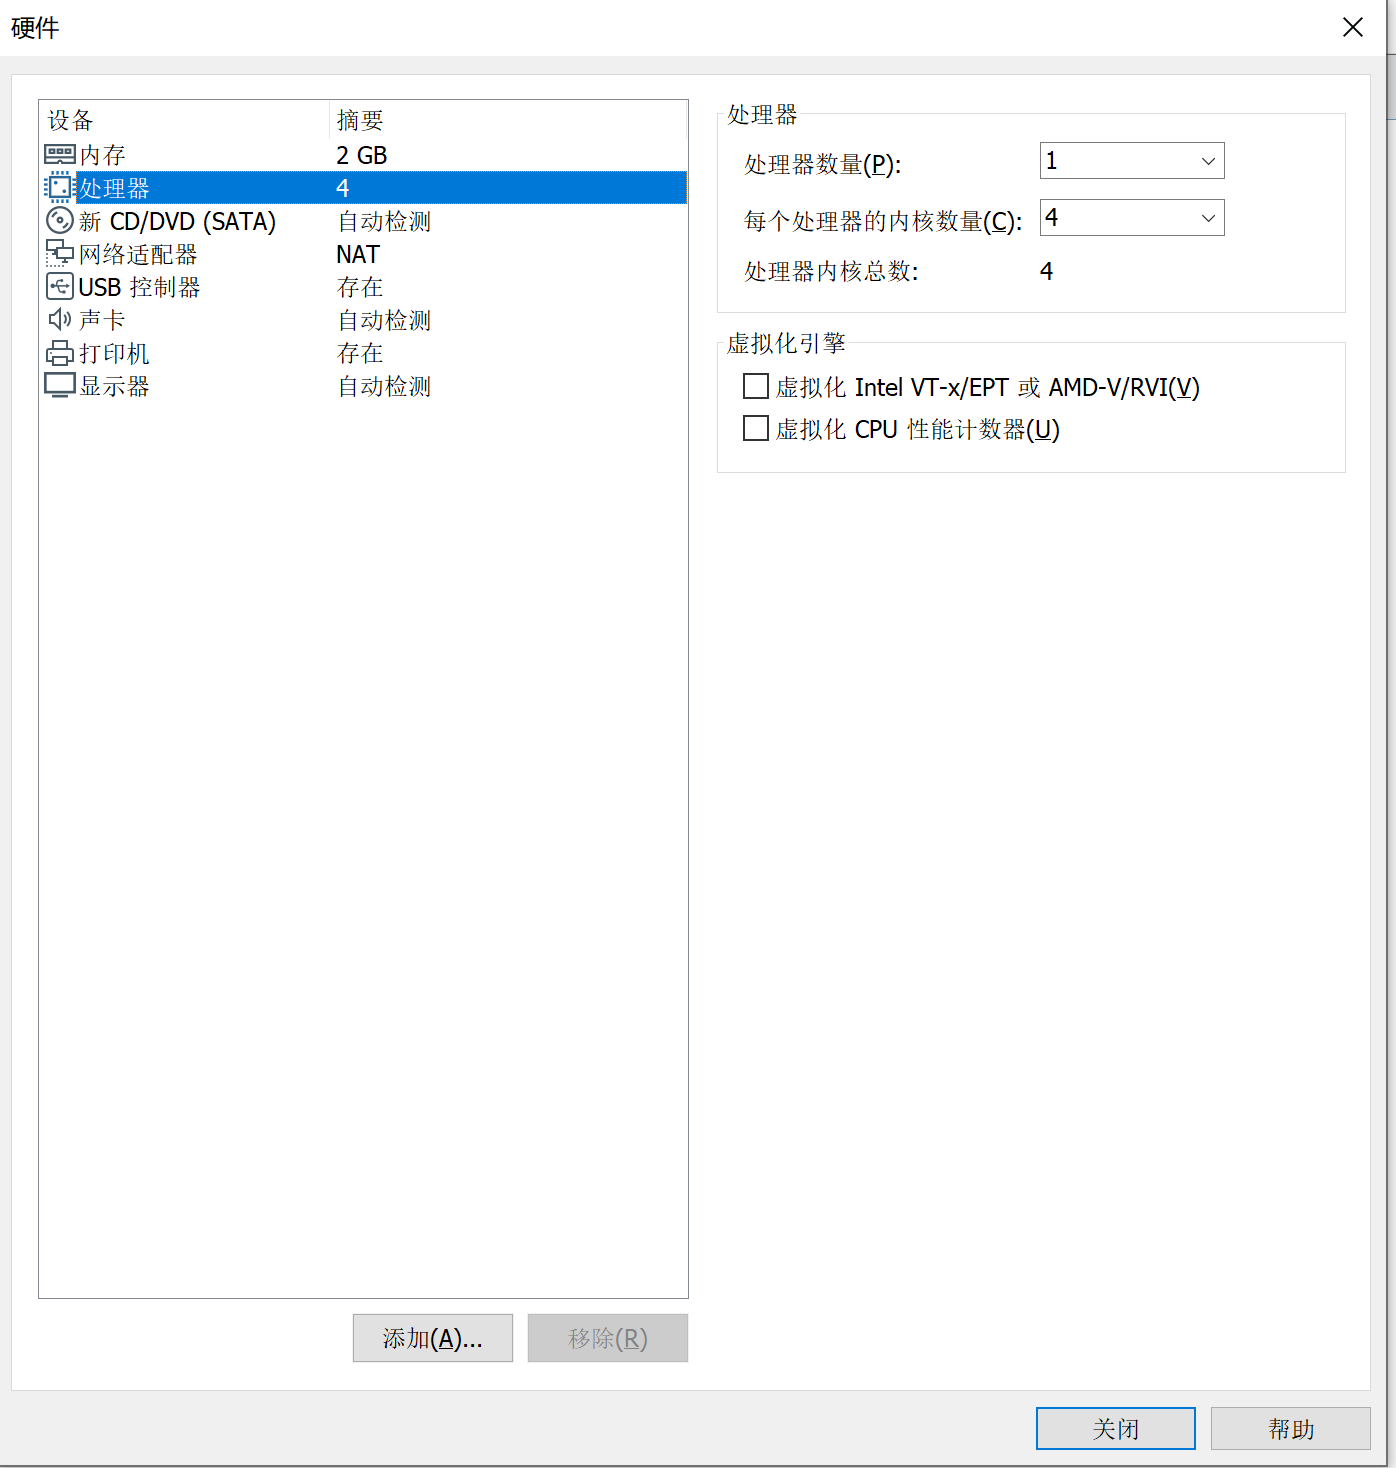 硬件
设备 摘要
内存 2 GB
处理器 4
新 CD/DVD (SATA) 自动检测
网络适配器 NAT
USB 控制器 存在
声卡 自动检测
打印机 存在
显示器 自动检测
添加(A)... 移除(R)
处理器
处理器数量(P): 1
每个处理器的内核数量(C): 4
处理器内核总数: 4
虚拟化引擎
虚拟化 Intel VT-x/EPT 或 AMD-V/RVI(V)
虚拟化 CPU 性能计数器(U)
关闭 帮助